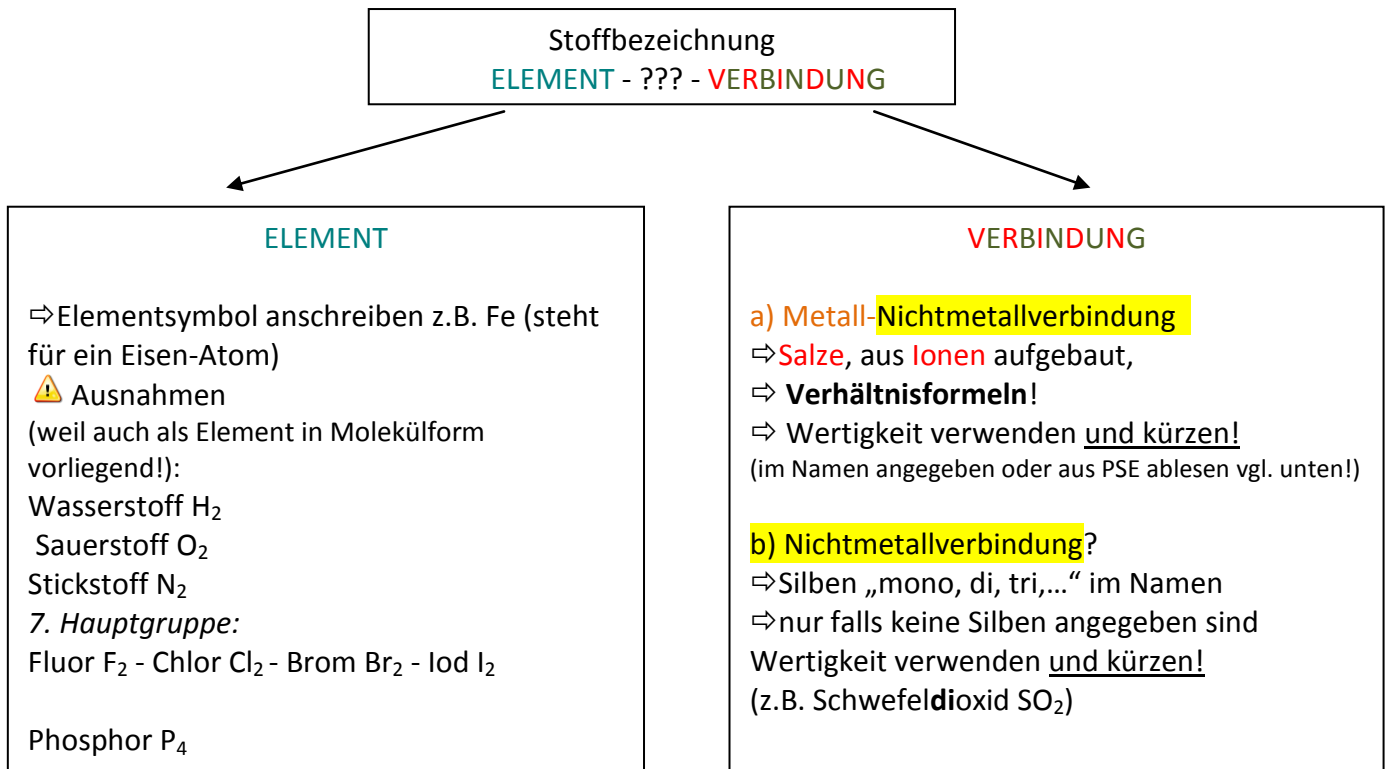 Stoffbezeichnung
ELEMENT - ??? - VERBINDUNG
ELEMENT
⇨Elementsymbol anschreiben z.B. Fe (steht
für ein Eisen-Atom)
Ausnahmen
(weil auch als Element in Molekülform
vorliegend!):
Wasserstoff H₂
Sauerstoff O₂
Stickstoff N₂
7. Hauptgruppe:
Fluor F₂ - Chlor Cl₂ - Brom Br₂ - Iod I₂
Phosphor P₄
VERBINDUNG
a) Metall-Nichtmetallverbindung
⇨Salze, aus Ionen aufgebaut,
⇨ Verhältnisformeln!
⇨ Wertigkeit verwenden und kürzen!
(im Namen angegeben oder aus PSE ablesen vgl. unten!)
b) Nichtmetallverbindung?
⇨Silben „mono, di, tri,…“ im Namen
⇨nur falls keine Silben angegeben sind
Wertigkeit verwenden und kürzen!
(z.B. Schwefeldioxid SO₂)